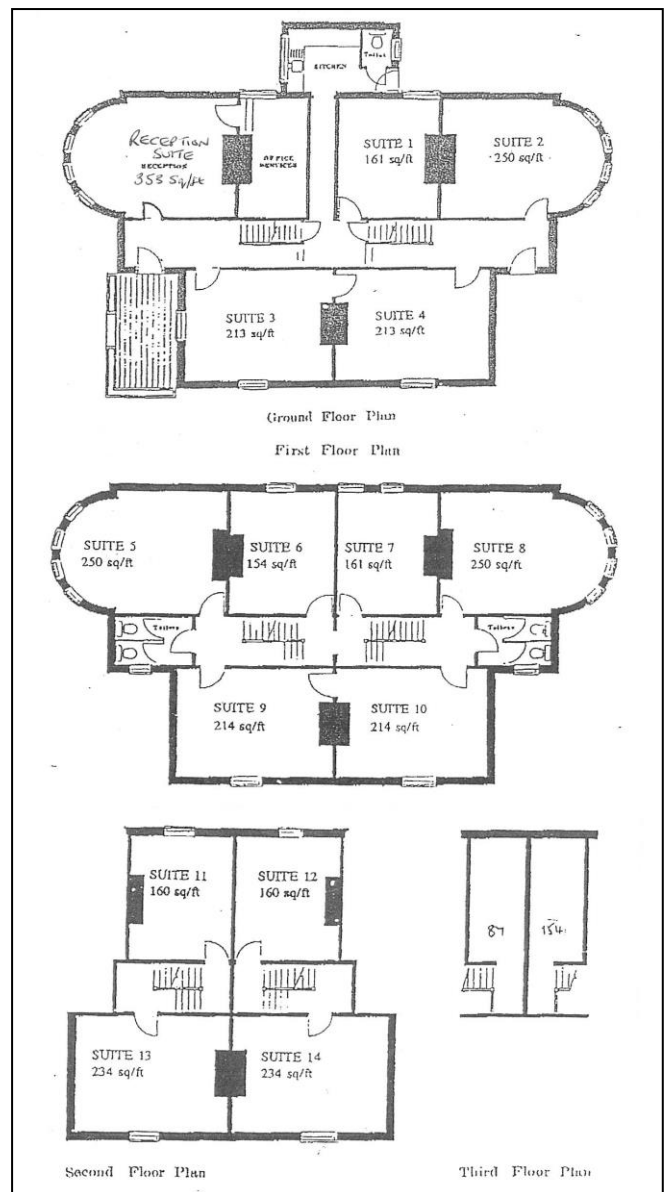 Toilet
KITCHEN
RECEPTION
SUITE
RECEPTION
353 Sq/ft
OFFICE
SERVICES
SUITE 1
161 sq/ft
SUITE 2
250 sq/ft
SUITE 3
213 sq/ft
SUITE 4
213 sq/ft
Ground Floor Plan
First Floor Plan
SUITE 5
250 sq/ft
SUITE 6
154 sq/ft
SUITE 7
161 sq/ft
SUITE 8
250 sq/ft
Toilets
Toilets
SUITE 9
214 sq/ft
SUITE 10
214 sq/ft
SUITE 11
160 sq/ft
SUITE 12
160 sq/ft
87
154
SUITE 13
234 sq/ft
SUITE 14
234 sq/ft
Second Floor Plan
Third Floor Plan